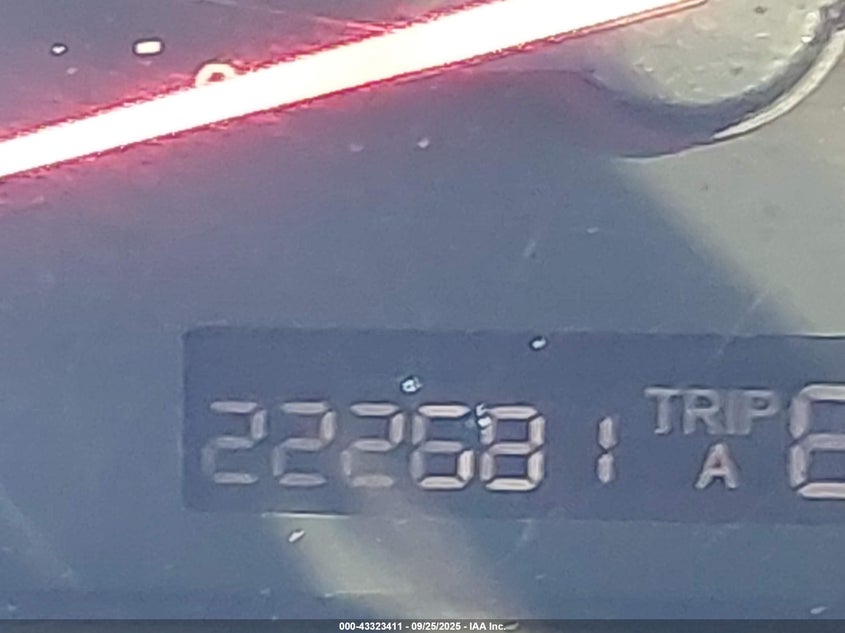 222681 TRIP
A
000-43323411 - 09/25/2025 - IAA Inc.